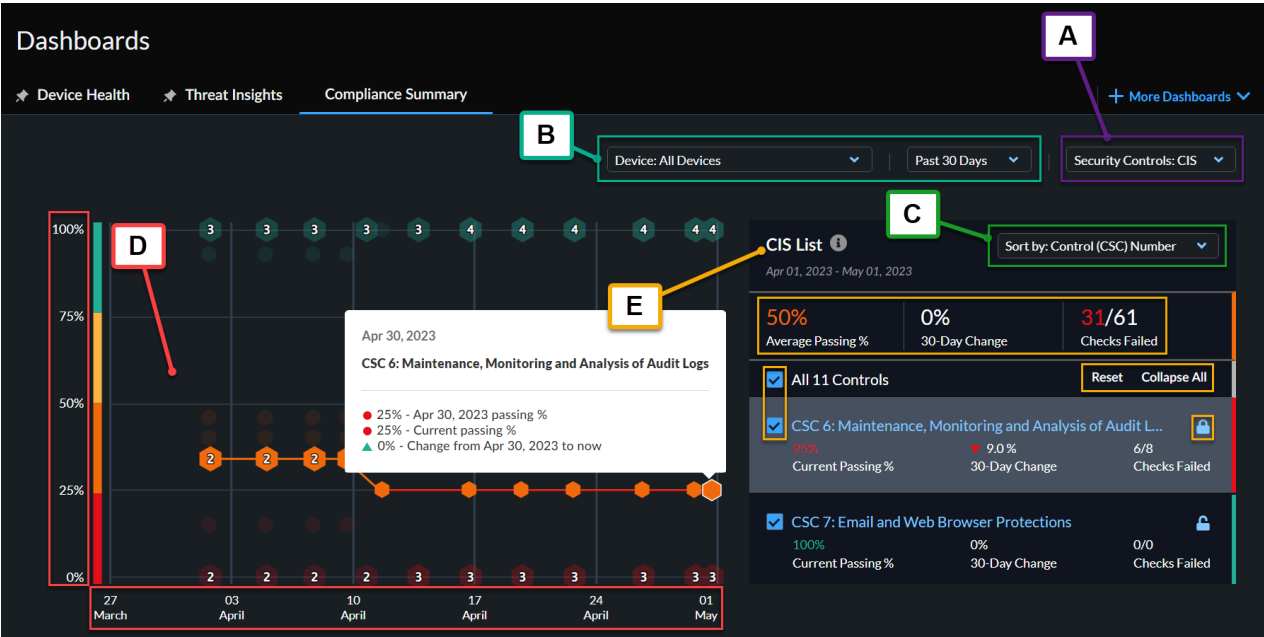 A
Dashboards
Device Health
Threat Insights
Compliance Summary
+ More Dashboards
B
Device: All Devices
Past 30 Days
Security Controls: CIS
C
D
100%
75%
50%
25%
0%
3 3 3 3 3 4 4 4 4 4 4
2 2 2
2 2 2 2 3 3 3 3 3 3
27
March
03
April
10
April
17
April
24
April
01
May
Apr 30, 2023
CSC 6: Maintenance, Monitoring and Analysis of Audit Logs
25% - Apr 30, 2023 passing %
25% - Current passing %
0% - Change from Apr 30, 2023 to now
E
CIS List
Apr 01, 2023 - May 01, 2023
Sort by: Control (CSC) Number
50%
Average Passing %
0%
30-Day Change
31/61
Checks Failed
All 11 Controls
Reset
Collapse All
CSC 6: Maintenance, Monitoring and Analysis of Audit L...
25%
Current Passing %
9.0 %
30-Day Change
6/8
Checks Failed
CSC 7: Email and Web Browser Protections
100%
Current Passing %
0%
30-Day Change
0/0
Checks Failed